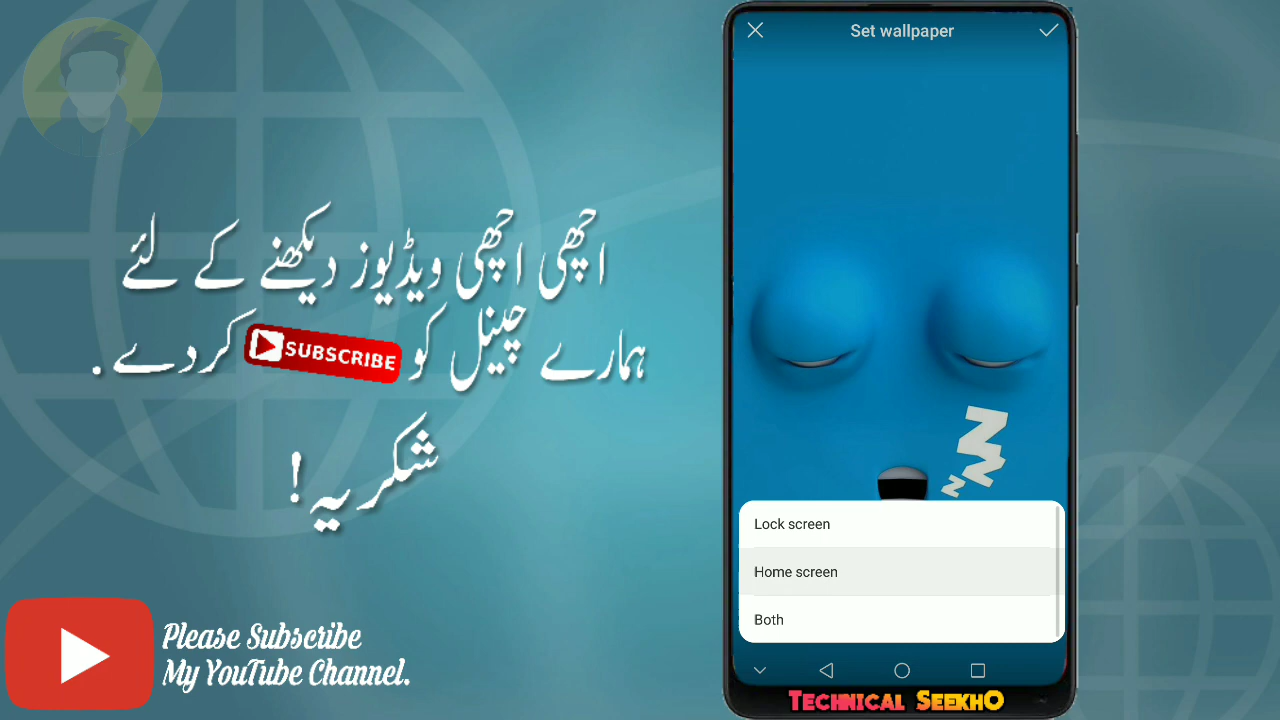 اچھی اچھی ویڈیوز دیکھنے کے لئے
ہمارے چینل کو SUBSCRIBE کردے .
شکریہ !
Please Subscribe
My YouTube Channel.
Set wallpaper
Z
Z
Z
Lock screen
Home screen
Both
TECHNICAL SEEKHO